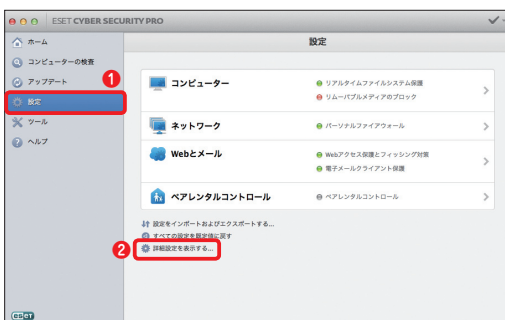 ESET CYBER SECURITY PRO
ホーム
コンピューターの検査
アップデート
設定
ツール
ヘルプ
1
設定
コンピューター
リアルタイムファイルシステム保護
リムーバブルメディアのブロック
ネットワーク
パーソナルファイアウォール
Webとメール
Webアクセス保護とフィッシング対策
電子メールクライアント保護
ペアレンタルコントロール
ペアレンタルコントロール
設定をインポートおよびエクスポートする...
すべての設定を既定値に戻す
2
詳細設定を表示する...
eset